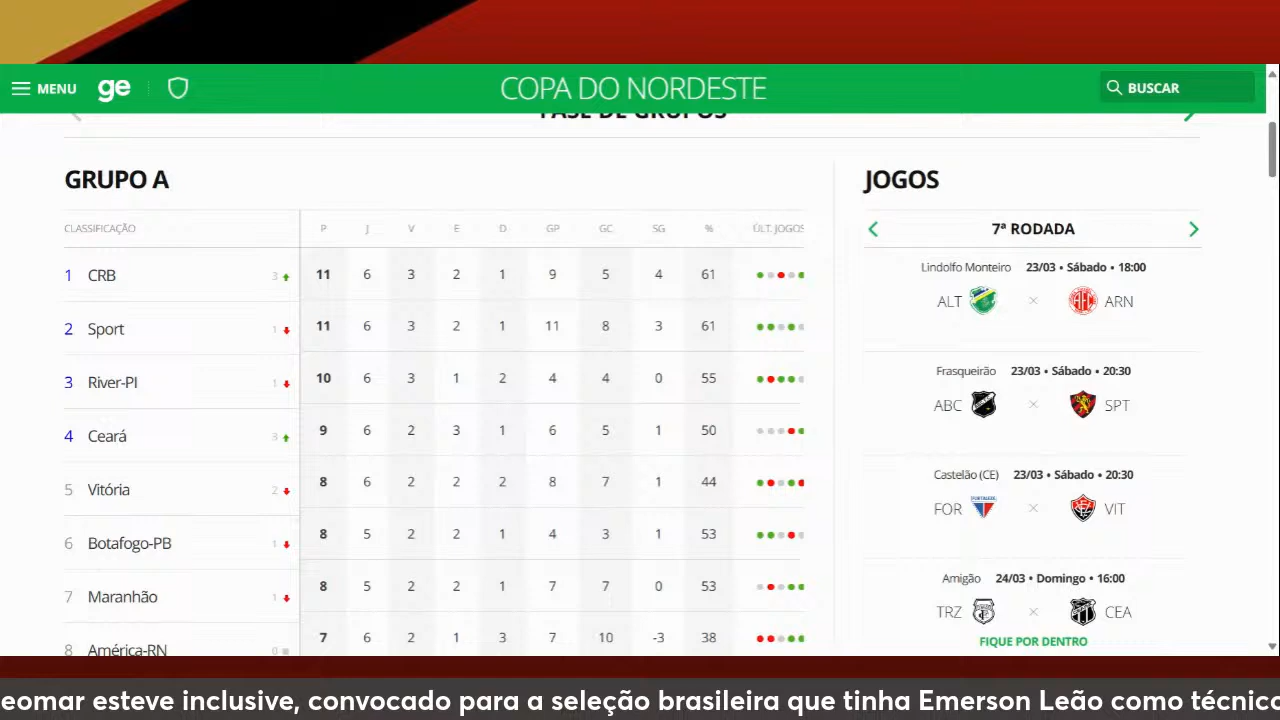 MENU ge COPA DO NORDESTE BUSCAR
FASE DE GRUPOS
GRUPO A
CLASSIFICAÇÃO P J V E D GP GC SG % ÚLT. JOGOS
1 CRB 3 11 6 3 2 1 9 5 4 61
2 Sport 1 11 6 3 2 1 11 8 3 61
3 River-PI 1 10 6 3 1 2 4 4 0 55
4 Ceará 3 9 6 2 3 1 6 5 1 50
5 Vitória 2 8 6 2 2 2 8 7 1 44
6 Botafogo-PB 1 8 5 2 2 1 4 3 1 53
7 Maranhão 1 8 5 2 2 1 7 7 0 53
8 América-RN 0 7 6 2 1 3 7 10 -3 38
JOGOS
7ª RODADA
Lindolfo Monteiro 23/03 • Sábado • 18:00
ALT × ARN
Frasqueirão 23/03 • Sábado • 20:30
ABC × SPT
Castelão (CE) 23/03 • Sábado • 20:30
FOR × VIT
Amigão 24/03 • Domingo • 16:00
TRZ × CEA
FIQUE POR DENTRO
eomar esteve inclusive, convocado para a seleção brasileira que tinha Emerson Leão como técnico